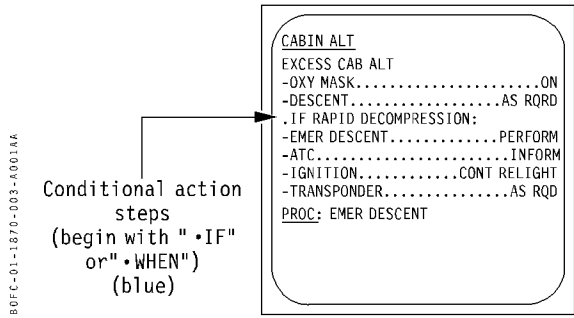 CABIN ALT
EXCESS CAB ALT
-OXY MASK.....................ON
-DESCENT.................AS RQRD
.IF RAPID DECOMPRESSION:
-EMER DESCENT............PERFORM
-ATC......................INFORM
-IGNITION...........CONT RELIGHT
-TRANSPONDER..............AS RQD
PROC: EMER DESCENT
Conditional action
steps
(begin with " •IF"
or" •WHEN")
(blue)
B0FC-01-1870-003-A001AA